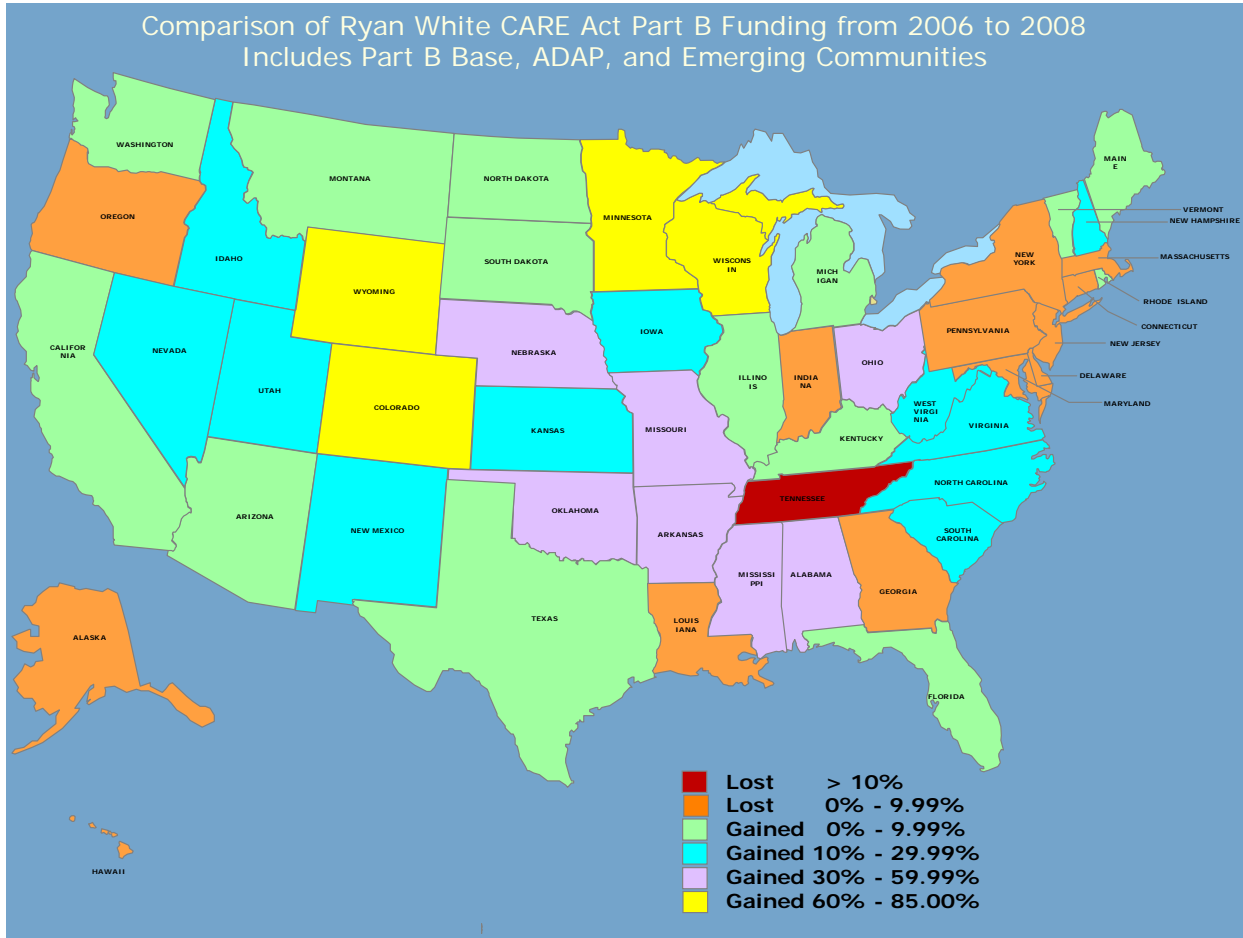 Comparison of Ryan White CARE Act Part B Funding from 2006 to 2008
Includes Part B Base, ADAP, and Emerging Communities
WASHINGTON
MONTANA
NORTH DAKOTA
MINNESOTA
MAIN
E
OREGON
IDAHO
WYOMING
SOUTH DAKOTA
WISCONS
IN
MICH
IGAN
NEW
YORK
VERMONT
NEW HAMPSHIRE
MASSACHUSETTS
RHODE ISLAND
CONNECTICUT
NEW JERSEY
DELAWARE
MARYLAND
CALIFOR
NIA
NEVADA
UTAH
COLORADO
NEBRASKA
IOWA
ILLINO
IS
INDIA
NA
OHIO
PENNSYLVANIA
KANSAS
MISSOURI
KENTUCKY
WEST
VIRGI
NIA
VIRGINIA
ARIZONA
NEW MEXICO
OKLAHOMA
ARKANSAS
TENNESSEE
NORTH CAROLINA
SOUTH
CAROLINA
TEXAS
LOUIS
IANA
MISSISSI
PPI
ALABAMA
GEORGIA
FLORIDA
ALASKA
HAWAII
Lost > 10%
Lost 0% - 9.99%
Gained 0% - 9.99%
Gained 10% - 29.99%
Gained 30% - 59.99%
Gained 60% - 85.00%